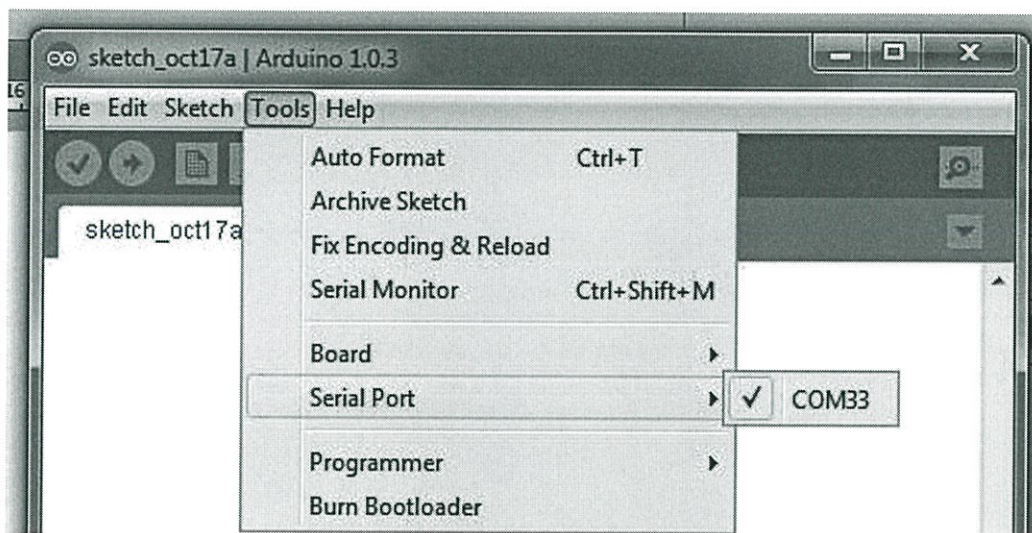 sketch_oct17a | Arduino 1.0.3
16
File Edit Sketch Tools Help
sketch_oct17a
Auto Format Ctrl+T
Archive Sketch
Fix Encoding & Reload
Serial Monitor Ctrl+Shift+M
Board
Serial Port
COM33
Programmer
Burn Bootloader